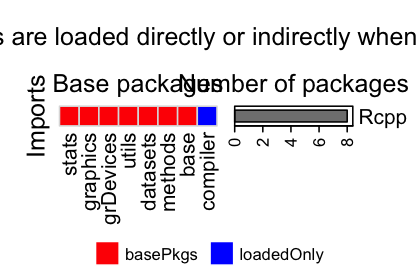 s are loaded directly or indirectly when
Base packages
Number of packages
Imports
Rcpp
stats
graphics
grDevices
utils
datasets
methods
base
compiler
0
2
4
6
8
basePkgs
loadedOnly